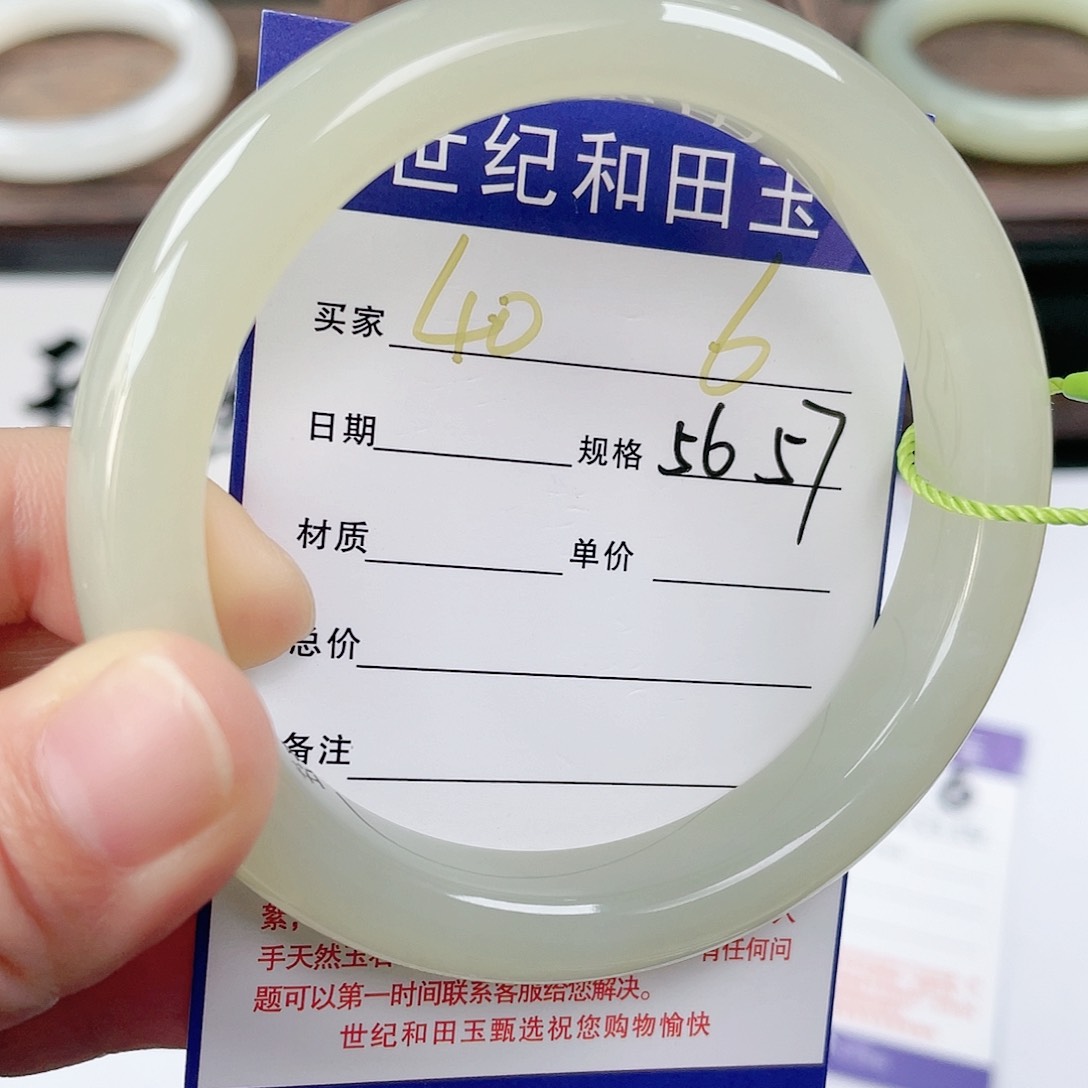 世纪和田玉
买家 40 6
日期 规格 56 57
材质 单价
总价
备注
絮，
手天然玉石 有任何问
题可以第一时间联系客服给您解决。
世纪和田玉甄选祝您购物愉快